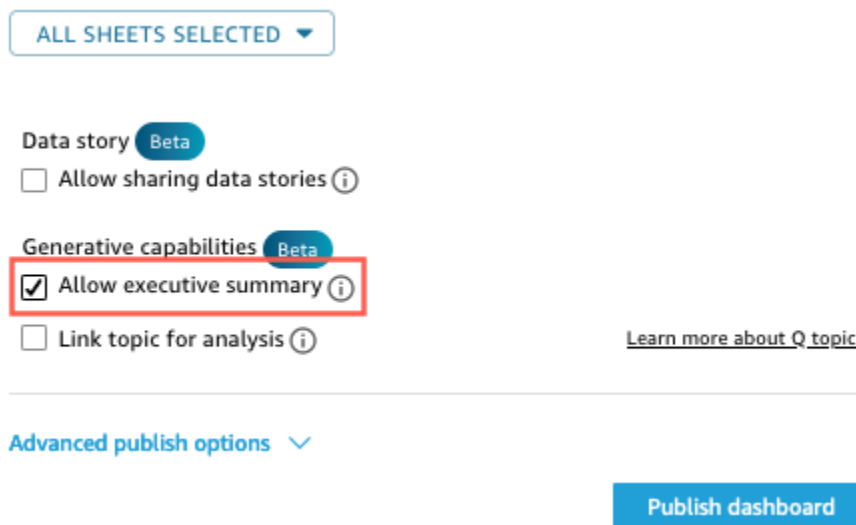 ALL SHEETS SELECTED
Data story Beta
Allow sharing data stories
Generative capabilities Beta
Allow executive summary
Link topic for analysis Learn more about Q topic
Advanced publish options
Publish dashboard